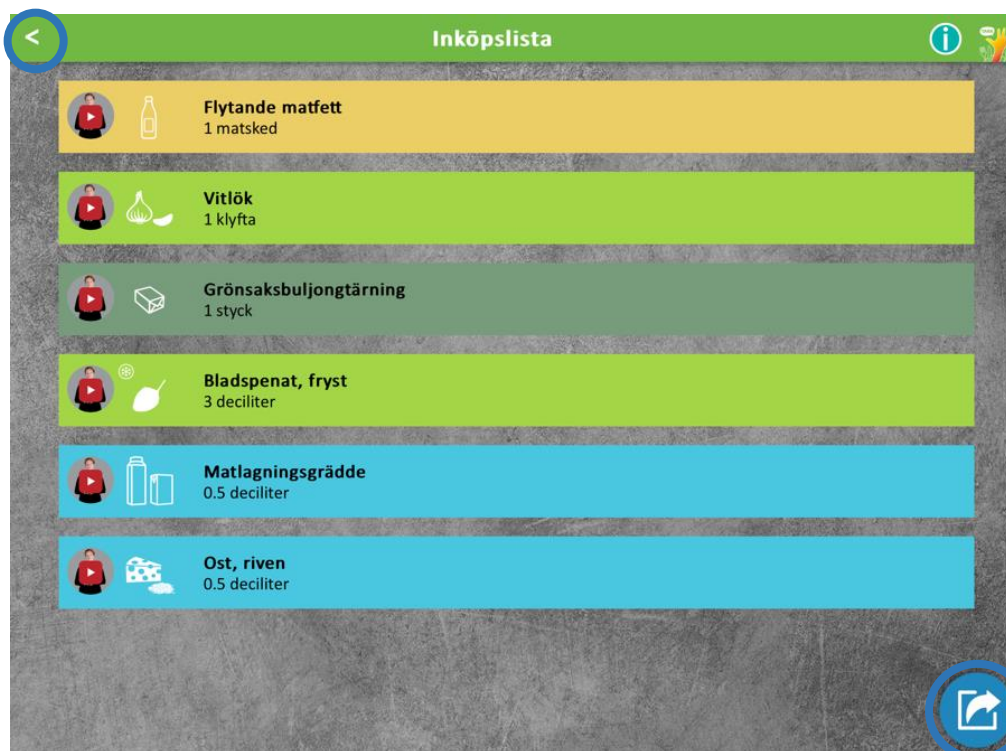 <
Inköpslista
i
Flytande matfett
1 matsked
Vitlök
1 klyfta
Grönsaksbuljongtärning
1 styck
Bladspenat, fryst
3 deciliter
Matlagningsgrädde
0.5 deciliter
Ost, riven
0.5 deciliter